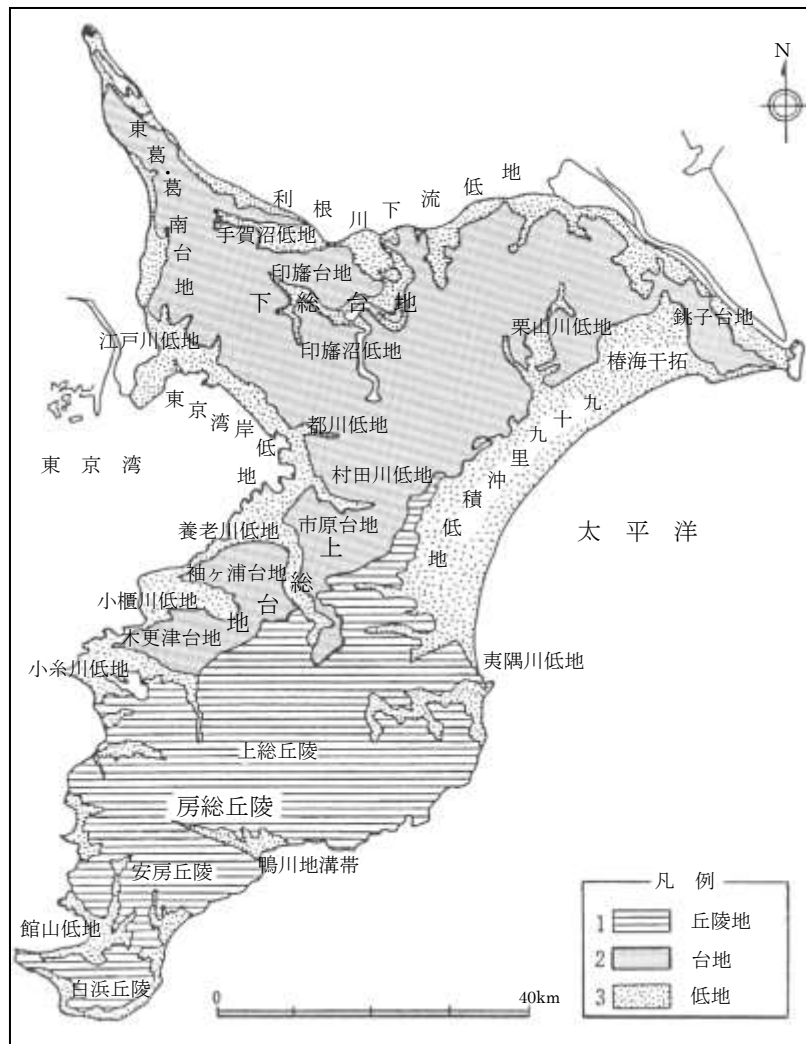 N
東葛・葛南台地
利根川下流低地
手賀沼低地
印旛台地
下総台地
印旛沼低地
栗山川低地
銚子台地
椿海干拓
江戸川低地
東京湾岸低地
都川低地
九十九里沖積低地
東京湾
村田川低地
太平洋
養老川低地
市原台地
上総台地
袖ヶ浦台地
小櫃川低地
木更津台地
小糸川低地
夷隅川低地
上総丘陵
房総丘陵
鴨川地溝帯
安房丘陵
館山低地
白浜丘陵
0 40km
凡例
1 丘陵地
2 台地
3 低地